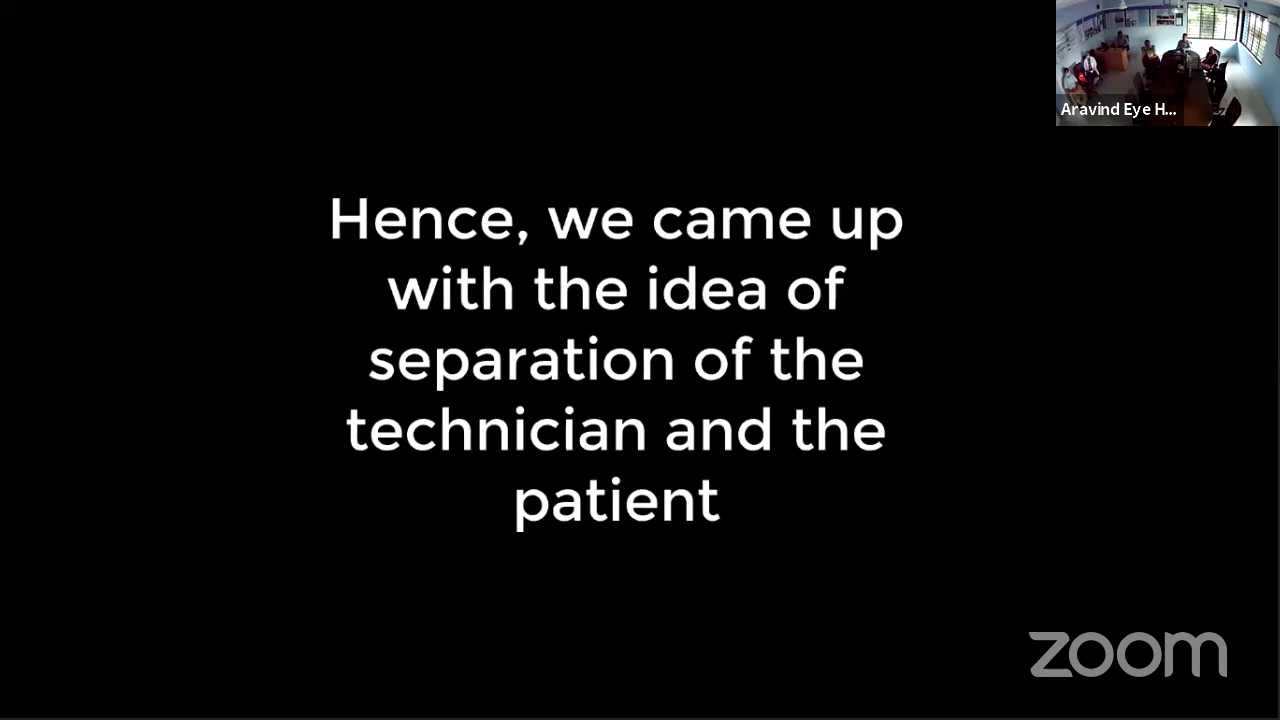 Aravind Eye H...
Hence, we came up
with the idea of
separation of the
technician and the
patient
zoom